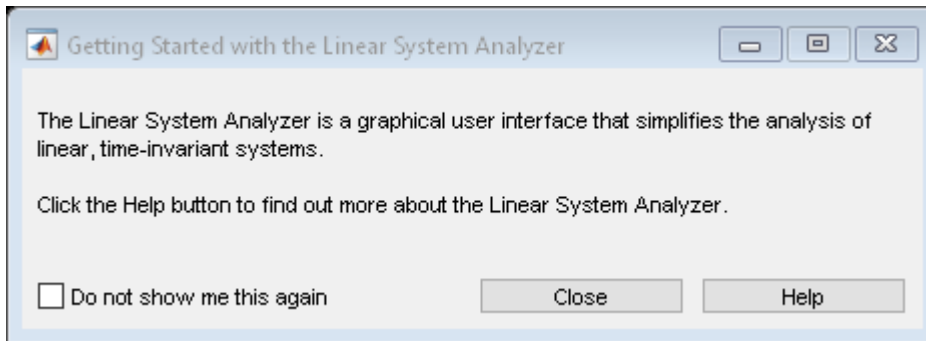 Getting Started with the Linear System Analyzer
The Linear System Analyzer is a graphical user interface that simplifies the analysis of
linear, time-invariant systems.
Click the Help button to find out more about the Linear System Analyzer.
Do not show me this again
Close
Help